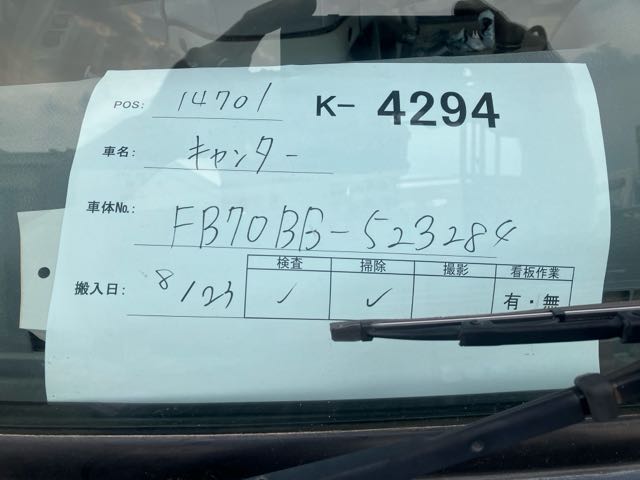 POS: 14701 K-4294
車名: キャンター
車体No.: FB70BB-523284
検査 掃除 撮影 看板作業
搬入日: 8/23 ✓ ✓ 有・無